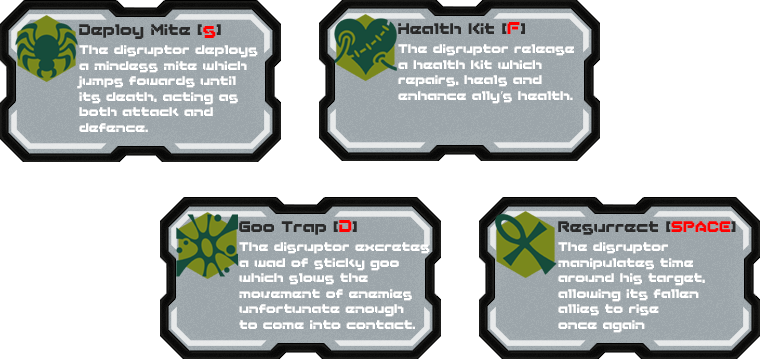 Deploy Mite [S]
The disruptor deploys
a mindess mite which
jumps fowards until
its death, acting as
both attack and
defence.
Health Kit [F]
The disruptor release
a health kit which
repairs, heals and
enhance ally's health.
Goo Trap [D]
The disruptor excretes
a wad of sticky goo
which slows the
movement of enemies
unfortunate enough
to come into contact.
Resurrect [SPACE]
The disruptor
manipulates time
around his target,
allowing its fallen
allies to rise
once again